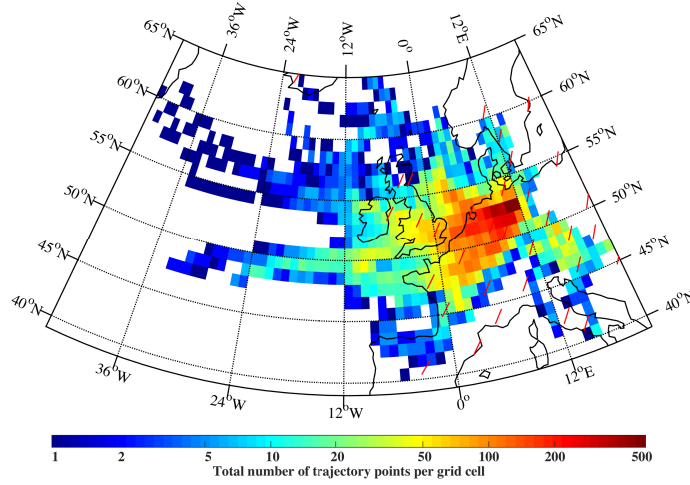 36°W 24°W 12°W 0° 12°E
65°N 65°N
60°N 60°N
55°N 55°N
50°N 50°N
45°N 45°N
40°N 40°N
36°W 24°W 12°W 0° 12°E
1 2 5 10 20 50 100 200 500
Total number of trajectory points per grid cell